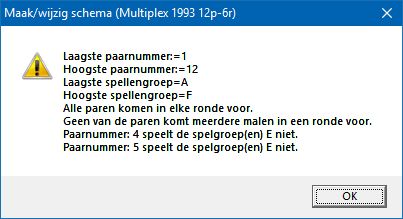 Maak/wijzig schema (Multiplex 1993 12p-6r)
Laagste paarnummer:=1
Hoogste paarnummer:=12
Laagste spellengroep=A
Hoogste spellengroep=F
Alle paren komen in elke ronde voor.
Geen van de paren komt meerdere malen in een ronde voor.
Paarnummer: 4 speelt de spelgroep(en) E niet.
Paarnummer: 5 speelt de spelgroep(en) E niet.
OK